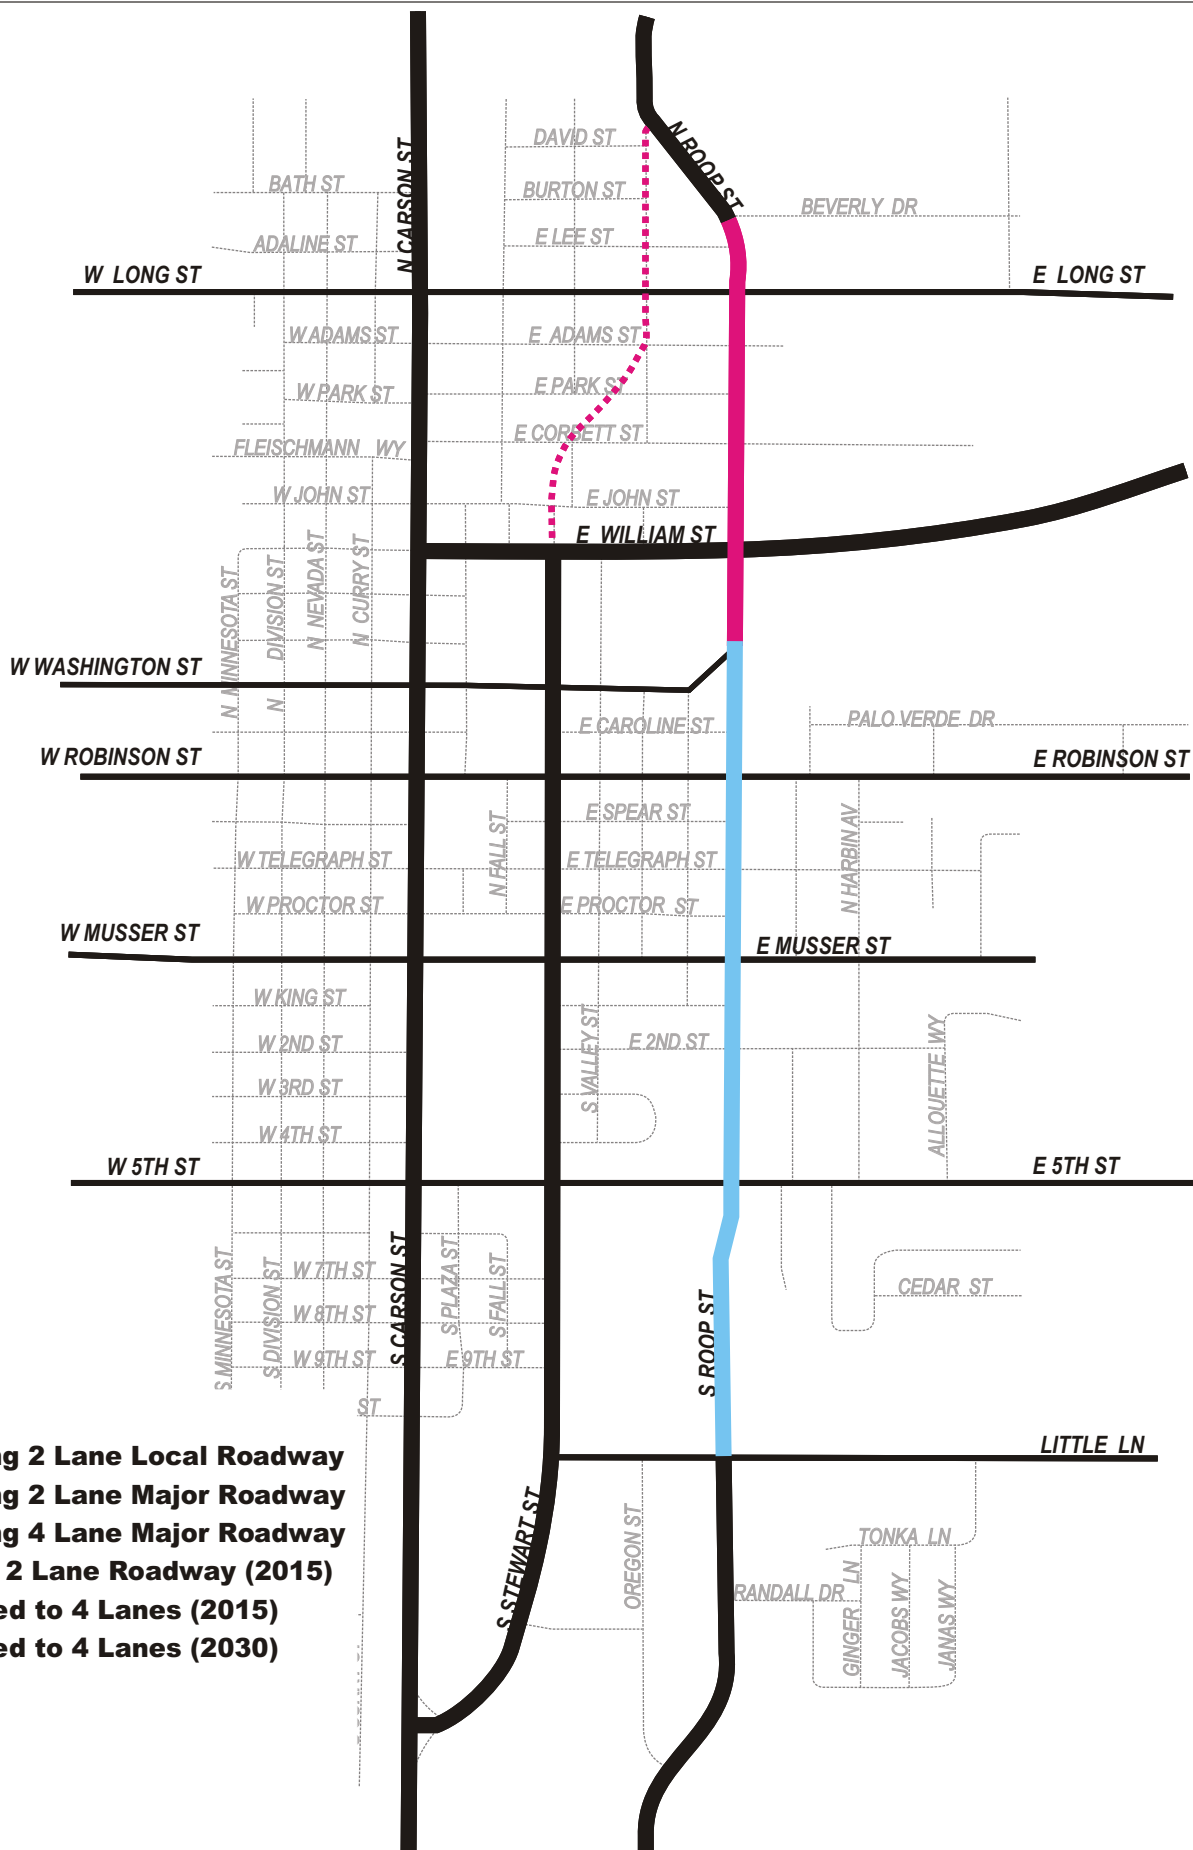 DAVID ST
N ROOP ST
N CARSON ST
BATH ST
BURTON ST
BEVERLY DR
ADALINE ST
E LEE ST
W LONG ST
E LONG ST
W ADAMS ST
E ADAMS ST
W PARK ST
E PARK ST
E CORBETT ST
FLEISCHMANN WY
W JOHN ST
E JOHN ST
E WILLIAM ST
N MINNESOTA ST
N DIVISION ST
N NEVADA ST
N CURRY ST
W WASHINGTON ST
E CAROLINE ST
PALO VERDE DR
W ROBINSON ST
E ROBINSON ST
N FALL ST
E SPEAR ST
N HARBIN AV
W TELEGRAPH ST
E TELEGRAPH ST
W PROCTOR ST
E PROCTOR ST
W MUSSER ST
E MUSSER ST
W KING ST
S VALLEY ST
W 2ND ST
E 2ND ST
ALLOUETTE WY
W 3RD ST
W 4TH ST
W 5TH ST
E 5TH ST
S MINNESOTA ST
S DIVISION ST
W 7TH ST
S CARSON ST
S PLAZA ST
S FALL ST
CEDAR ST
W 8TH ST
S ROOP ST
W 9TH ST
E 9TH ST
ST
LITTLE LN
ng 2 Lane Local Roadway
ng 2 Lane Major Roadway
ng 4 Lane Major Roadway
2 Lane Roadway (2015)
ed to 4 Lanes (2015)
ed to 4 Lanes (2030)
S STEWART ST
OREGON ST
TONKA LN
RANDALL DR
GINGER LN
JACOBS WY
JANAS WY